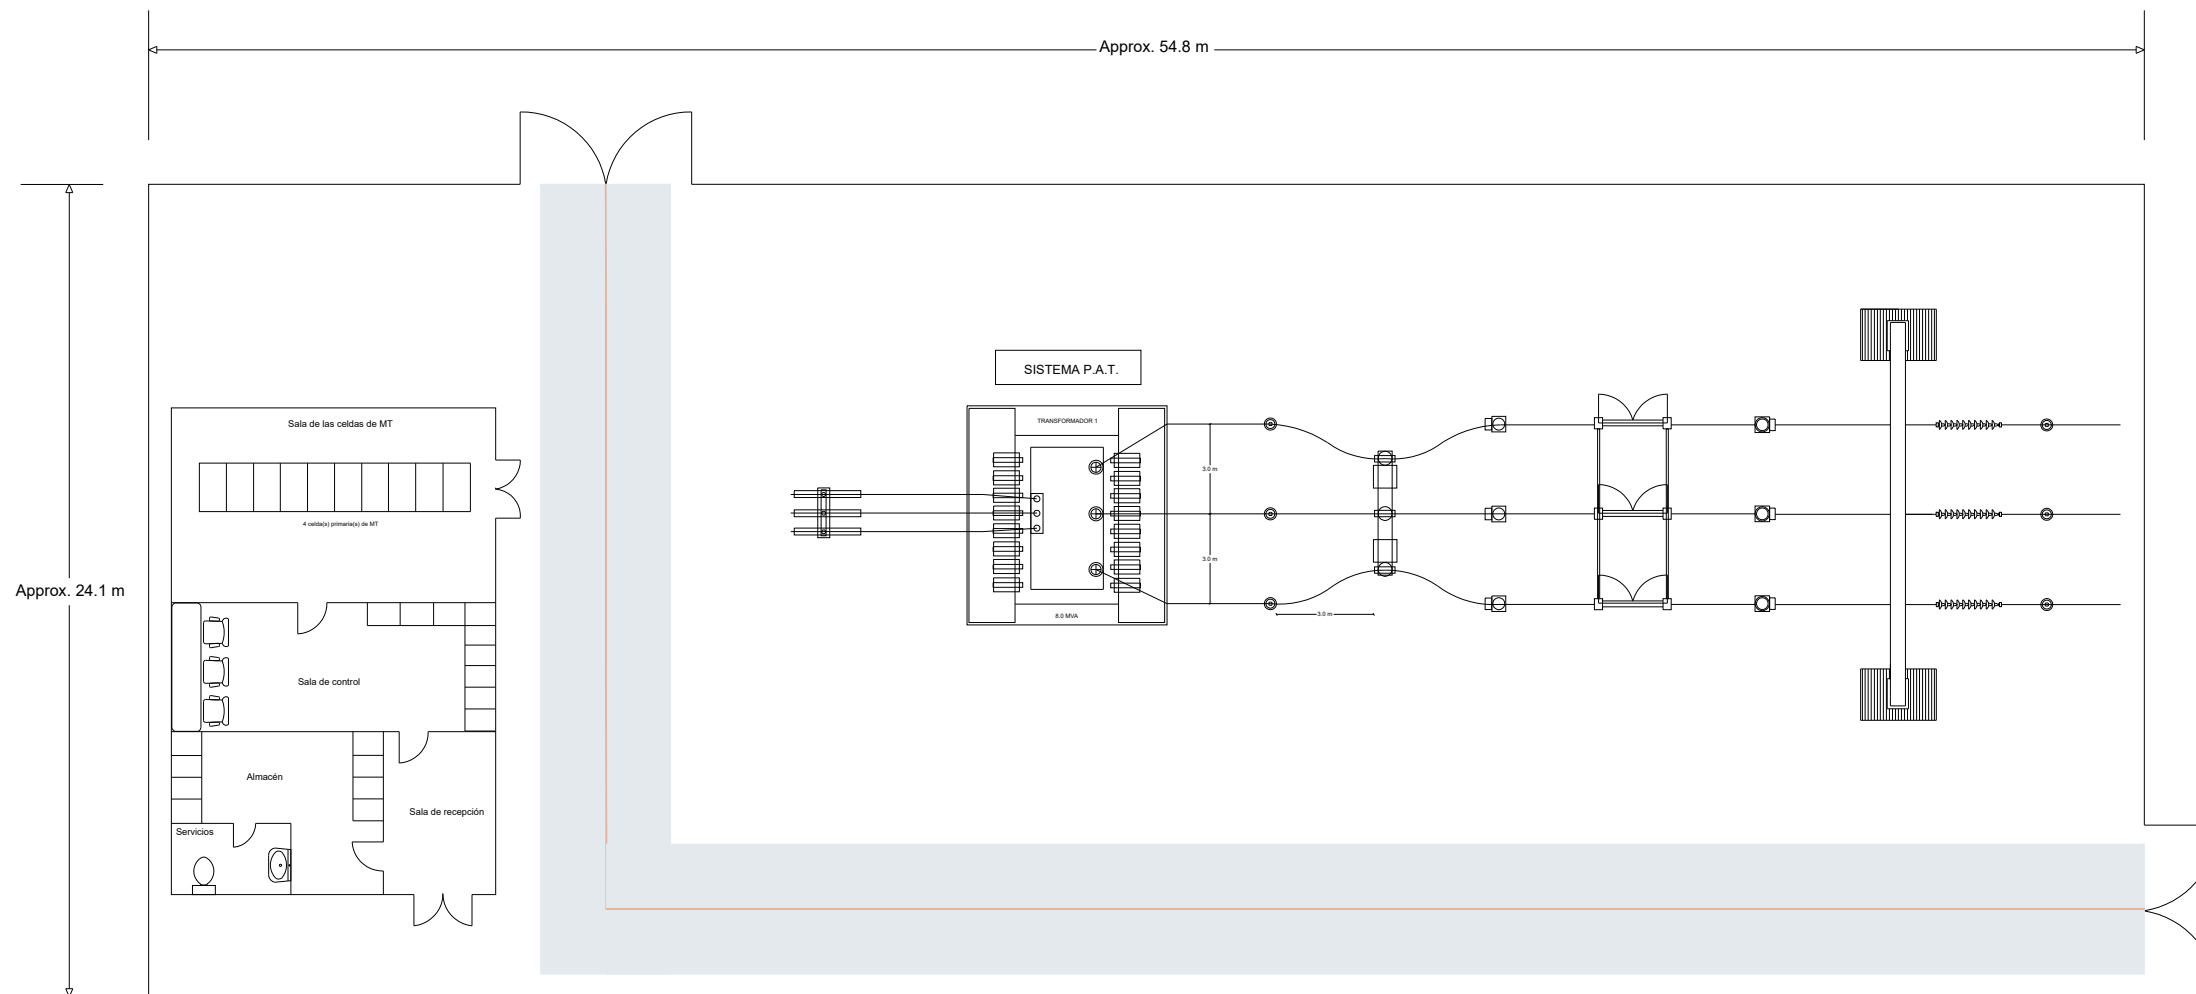 Approx. 54.8 m
SISTEMA P.A.T.
TRANSFORMADOR 1
Sala de las celdas de MT
3.0 m
4 celda(s) primaria(s) de MT
3.0 m
Approx. 24.1 m
8.0 MVA
3.0 m
Sala de control
Almacén
Sala de recepción
Servicios